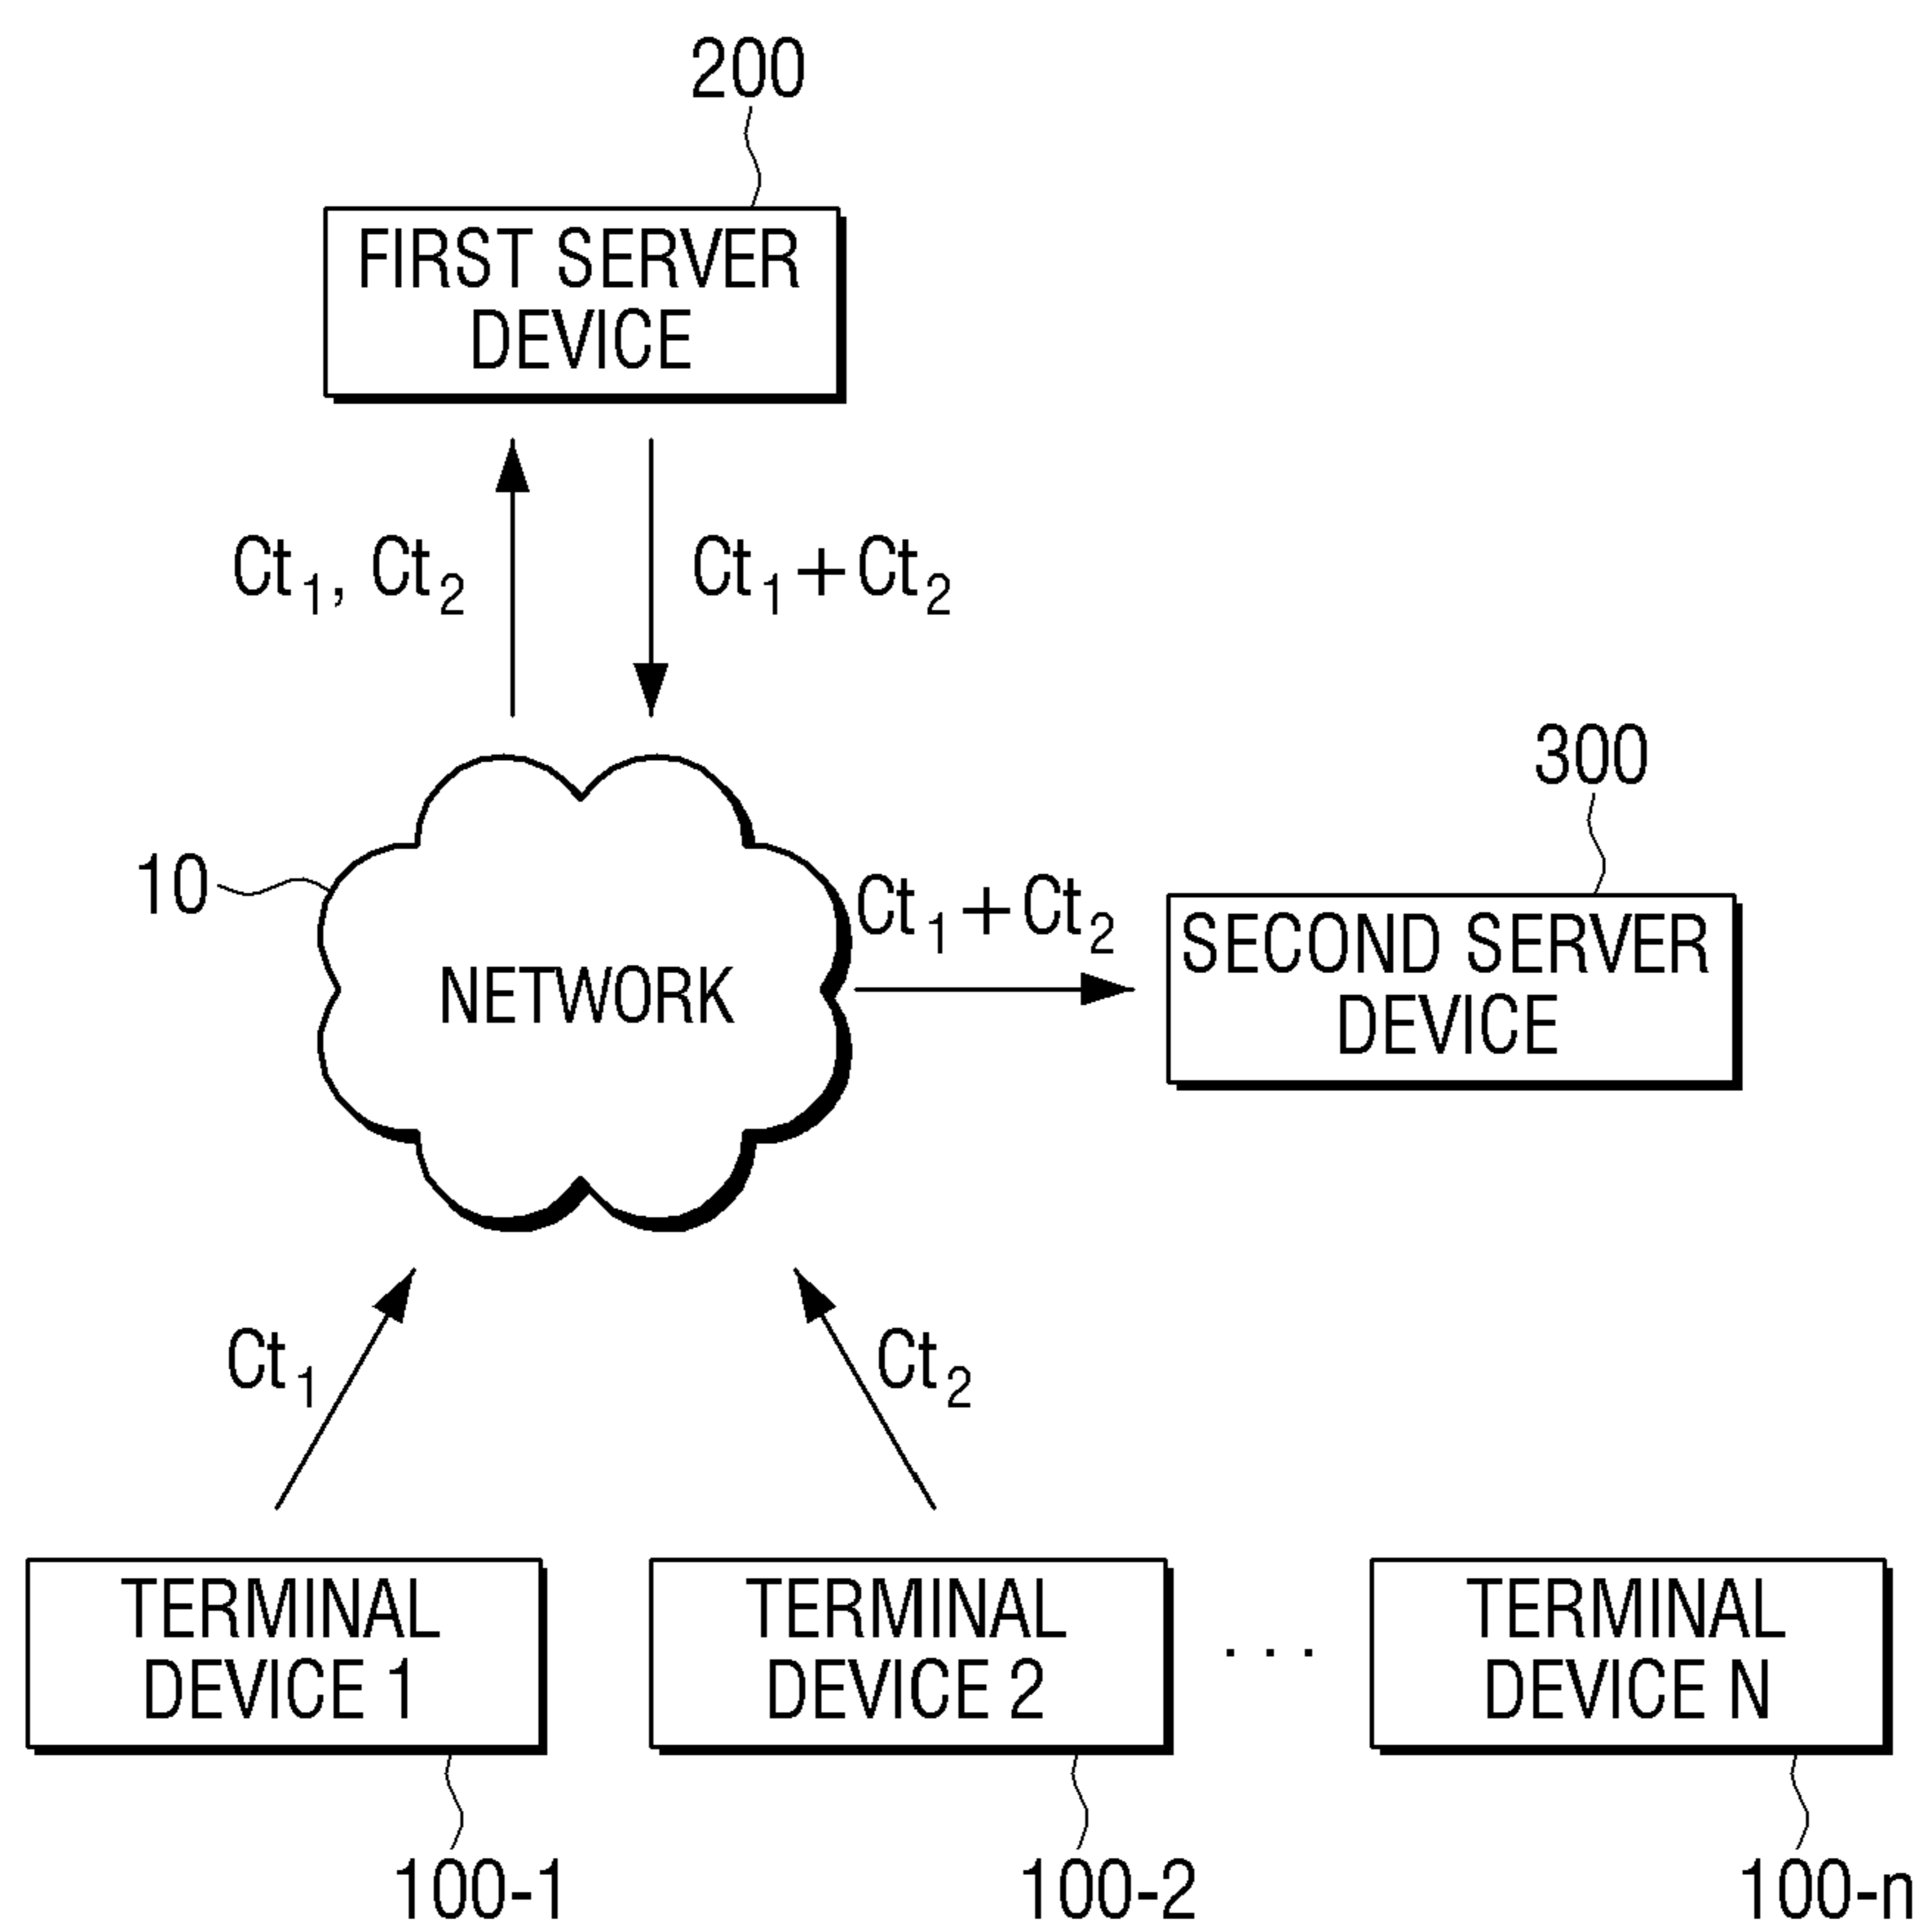 200
FIRST SERVER
DEVICE
Ct₁, Ct₂
Ct₁+Ct₂
300
10
Ct₁+Ct₂
SECOND SERVER
DEVICE
NETWORK
Ct₁
Ct₂
TERMINAL
DEVICE 1
TERMINAL
DEVICE 2
. . .
TERMINAL
DEVICE N
100-1
100-2
100-n